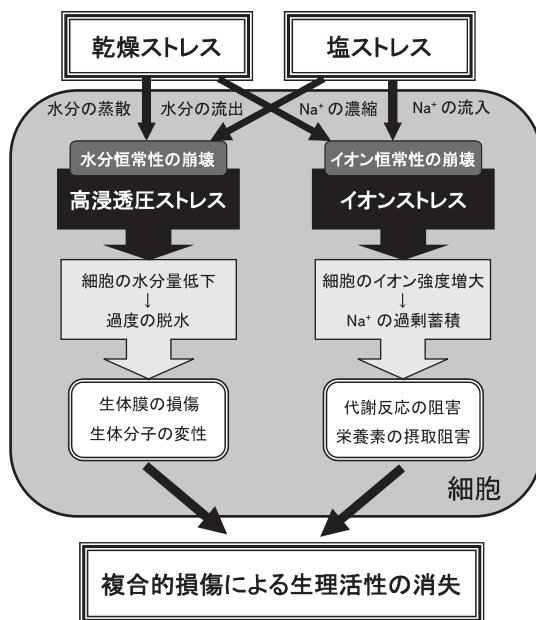 乾燥ストレス
塩ストレス
水分の蒸散
水分の流出
Na⁺の濃縮
Na⁺の流入
水分恒常性の崩壊
高浸透圧ストレス
イオン恒常性の崩壊
イオンストレス
細胞の水分量低下
↓
過度の脱水
細胞のイオン強度増大
↓
Na⁺の過剰蓄積
生体膜の損傷
生体分子の変性
代謝反応の阻害
栄養素の摂取阻害
細胞
複合的損傷による生理活性の消失